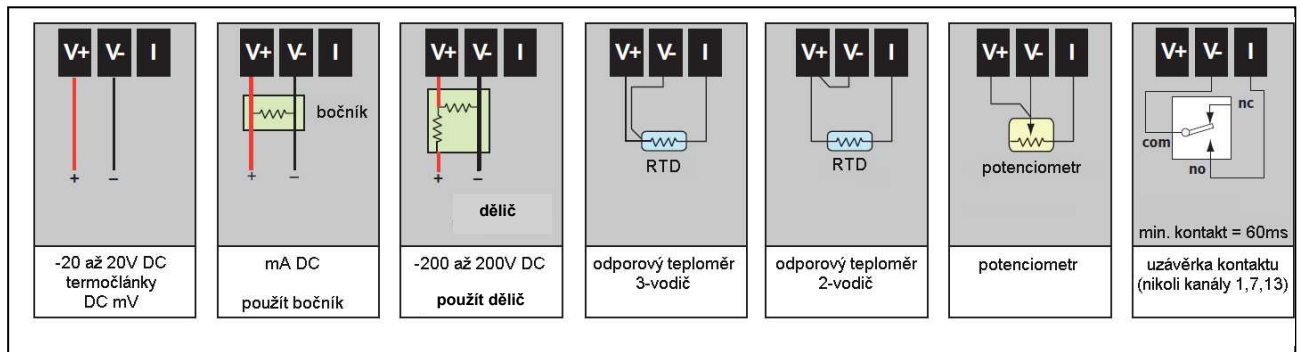 V+ V- I
+ –
-20 až 20V DC
termočlánky
DC mV
V+ V- I
bočník
+ –
mA DC
použít bočník
V+ V- I
+ –
dělič
-200 až 200V DC
použít dělič
V+ V- I
RTD
odporový teploměr
3-vodič
V+ V- I
RTD
odporový teploměr
2-vodič
V+ V- I
potenciometr
potenciometr
V+ V- I
nc
com
no
min. kontakt = 60ms
uzávěrka kontaktu
(nikoli kanály 1,7,13)